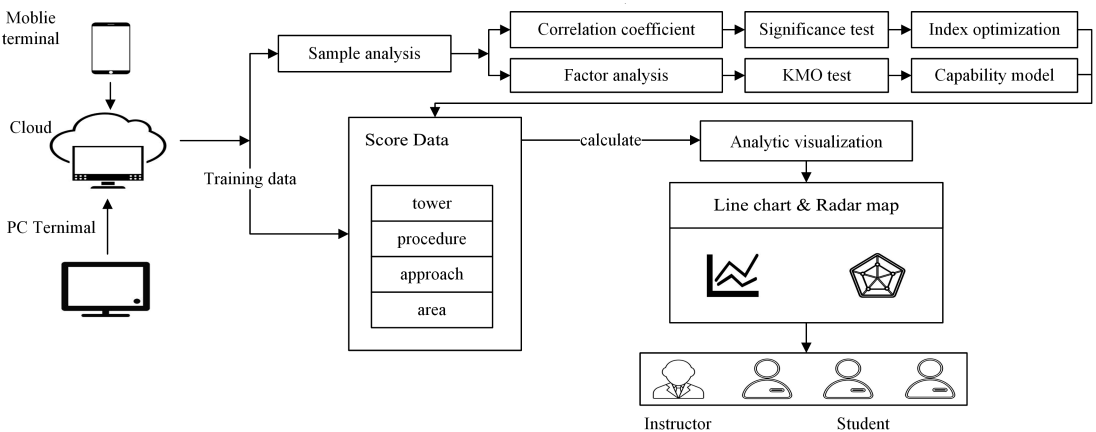 Moblie
terminal
Cloud
PC Ternimal
Training data
Sample analysis
Correlation coefficient
Significance test
Index optimization
Factor analysis
KMO test
Capability model
Score Data
tower
procedure
approach
area
calculate
Analytic visualization
Line chart & Radar map
Instructor
Student